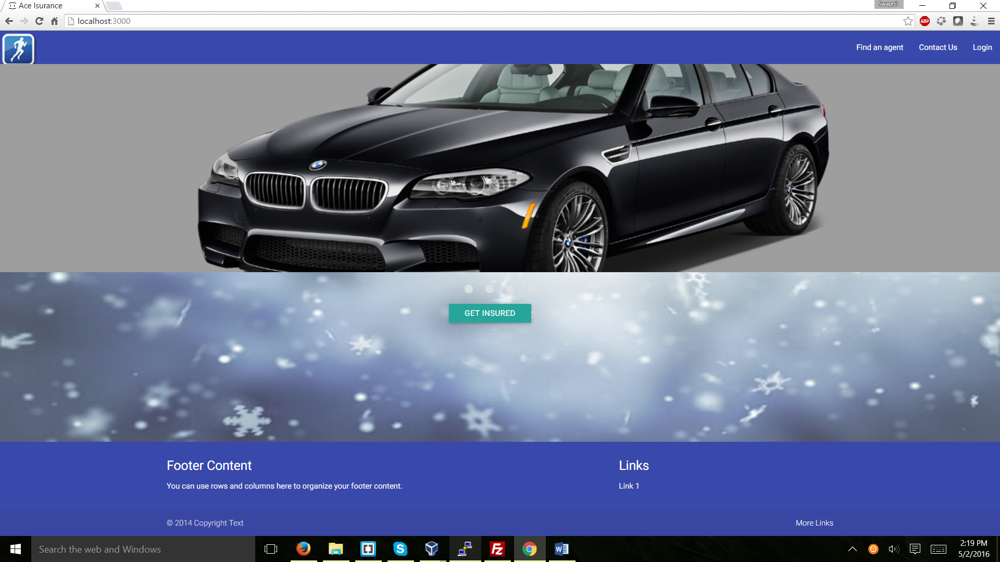 Ace Isurance
Swapnil
localhost:3000
ABP
Find an agent Contact Us Login
GET INSURED
Footer Content Links
You can use rows and columns here to organize your footer content. Link 1
© 2014 Copyright Text More Links
Search the web and Windows
2:19 PM
5/2/2016